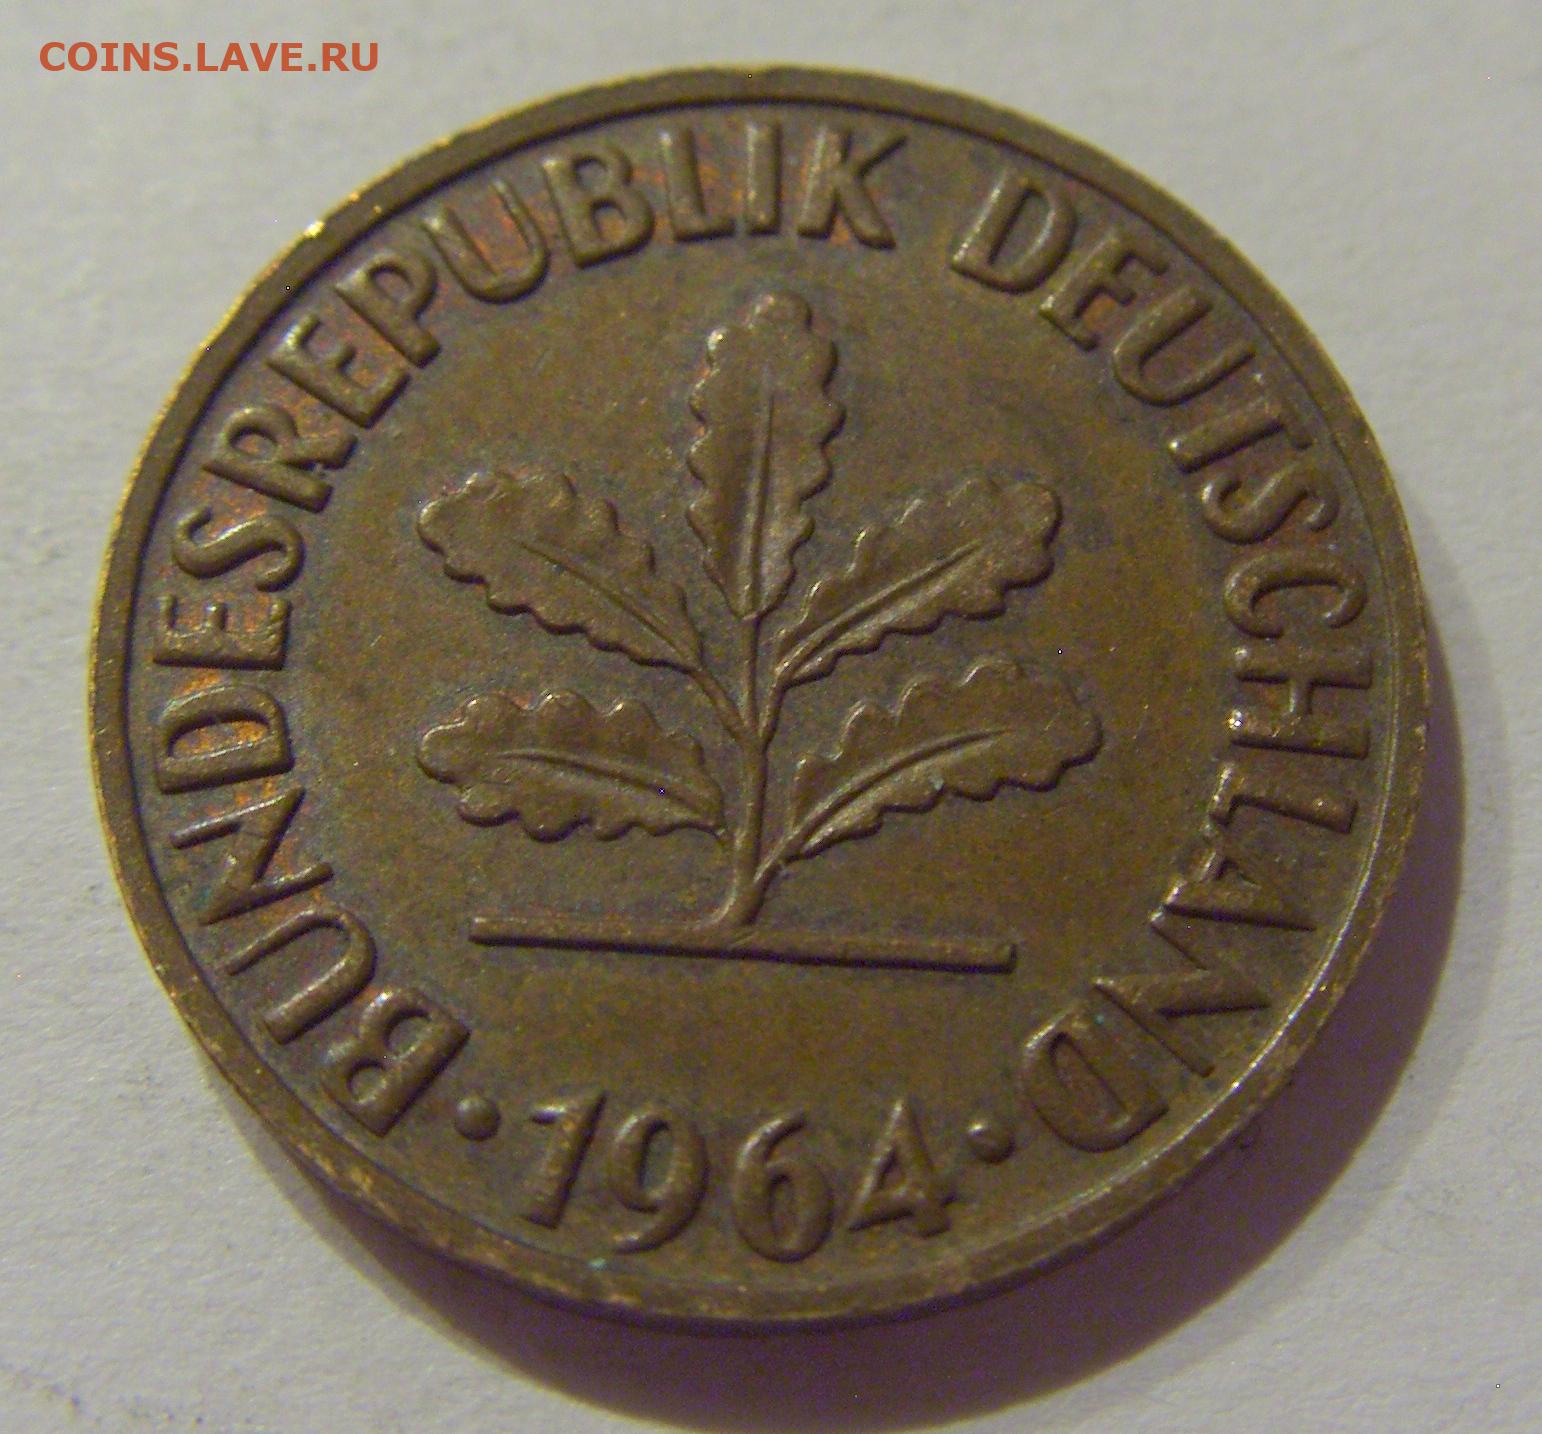 COINS.LAVE.RU
BUNDESREPUBLIK DEUTSCHLAND
· 1964 ·